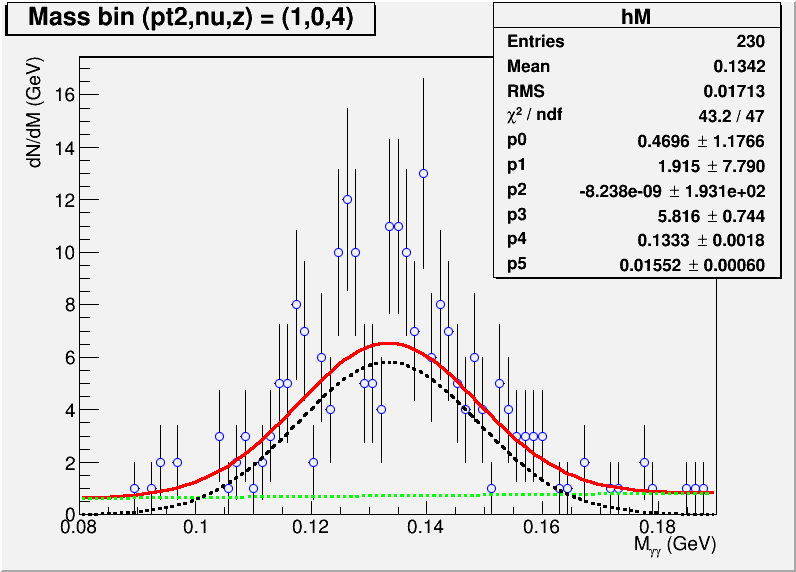 Mass bin (pt2,nu,z) = (1,0,4)
hM
Entries 230
Mean 0.1342
RMS 0.01713
χ² / ndf 43.2 / 47
p0 0.4696 ± 1.1766
p1 1.915 ± 7.790
p2 -8.238e-09 ± 1.931e+02
p3 5.816 ± 0.744
p4 0.1333 ± 0.0018
p5 0.01552 ± 0.00060
dN/dM (GeV)
16
14
12
10
8
6
4
2
0
0.08 0.1 0.12 0.14 0.16 0.18
Mγγ (GeV)